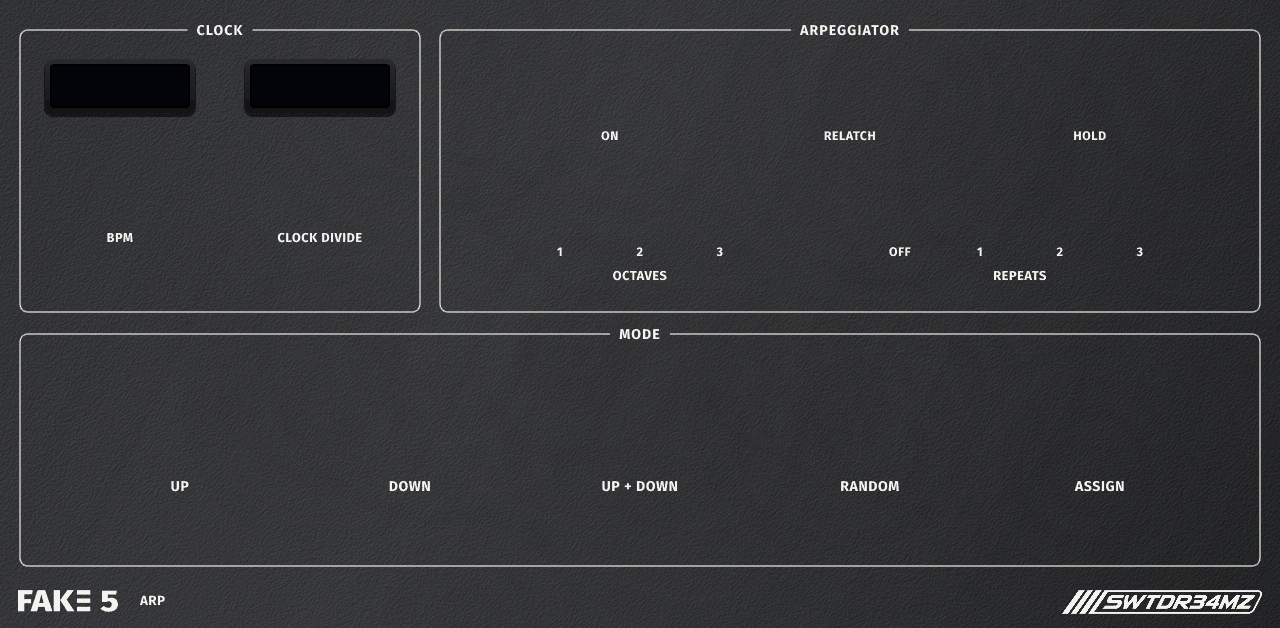 CLOCK
ARPEGGIATOR
ON RELATCH HOLD
BPM CLOCK DIVIDE
1 2 3 OFF 1 2 3
OCTAVES REPEATS
MODE
UP DOWN UP + DOWN RANDOM ASSIGN
FAKE 5 ARP SWTDR34MZ